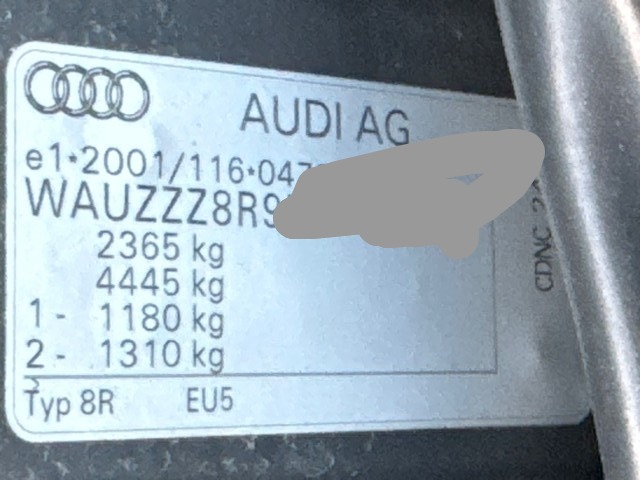 AUDI AG
e1*2001/116*047
WAUZZZ8R9
2365 kg
4445 kg
1 - 1180 kg
2 - 1310 kg
Typ 8R EU5
CDNC